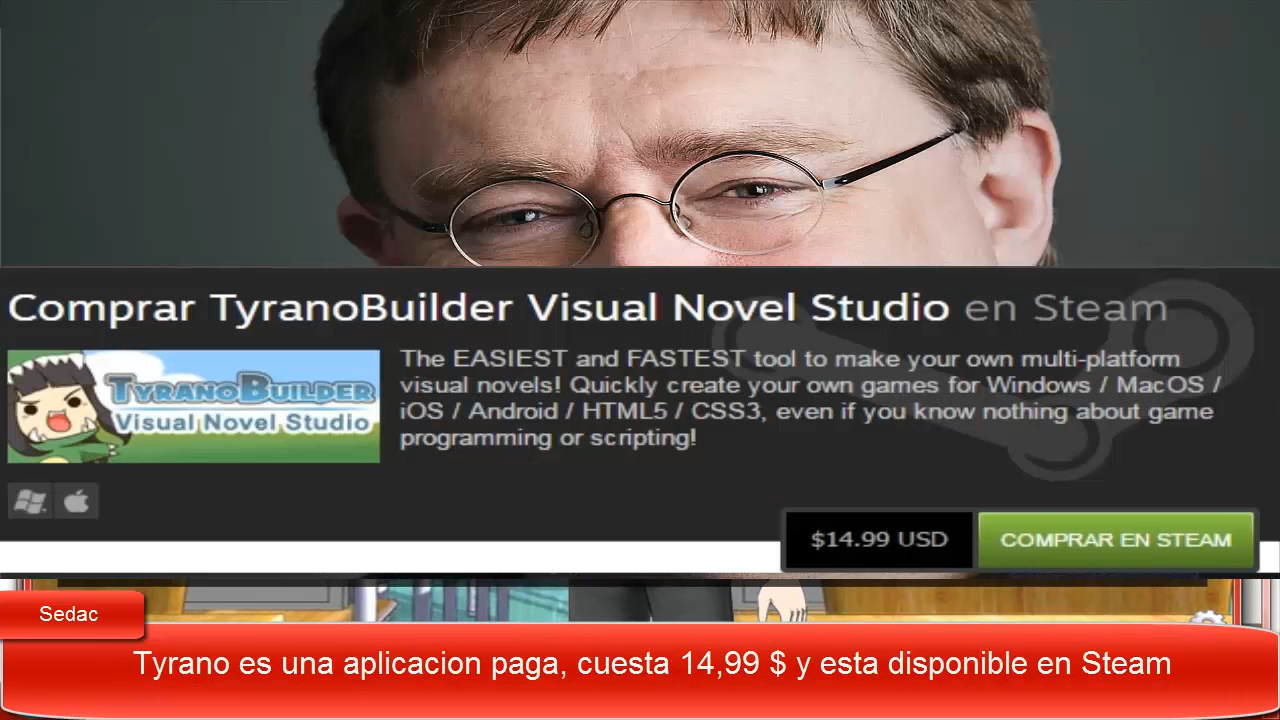 Comprar TyranoBuilder Visual Novel Studio en Steam
TYRANOBUILDER
Visual Novel Studio
The EASIEST and FASTEST tool to make your own multi-platform
visual novels! Quickly create your own games for Windows / MacOS /
iOS / Android / HTML5 / CSS3, even if you know nothing about game
programming or scripting!
$14.99 USD
COMPRAR EN STEAM
Sedac
Tyrano es una aplicacion paga, cuesta 14,99 $ y esta disponible en Steam